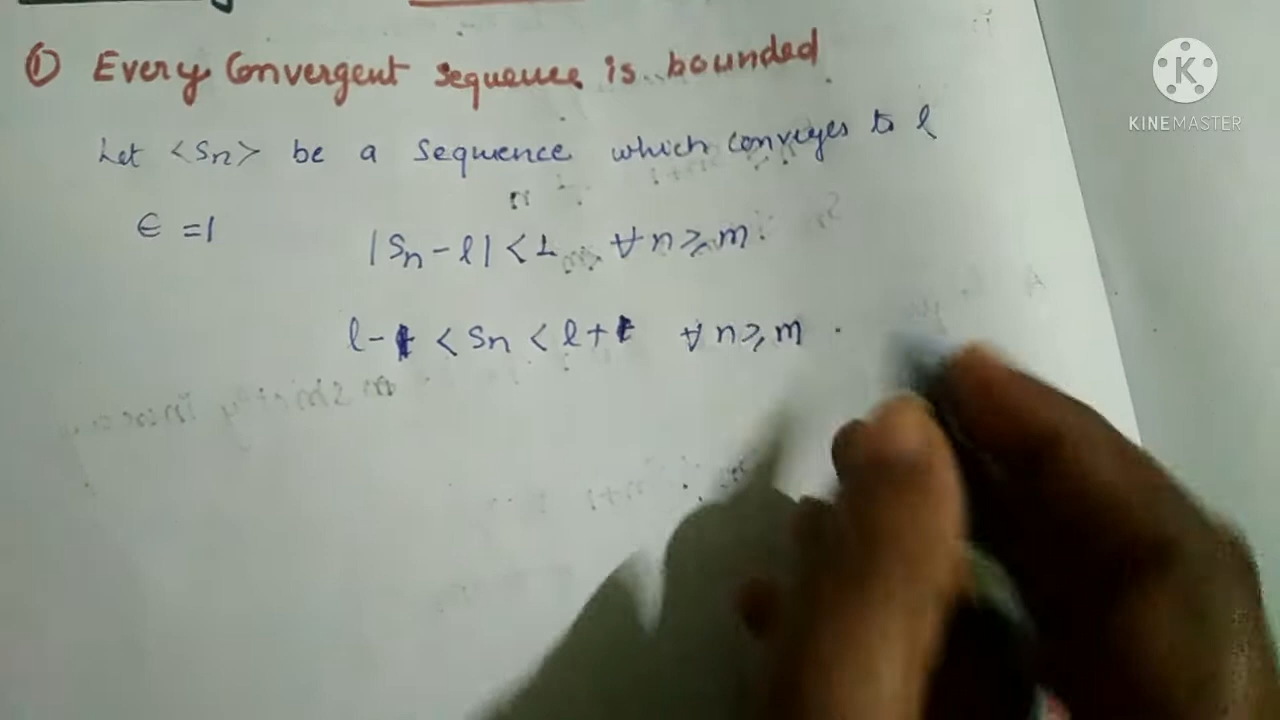 ① Every Convergent sequence is bounded
Let <Sn> be a sequence which converges to l
ϵ = 1
|Sn - l| < 1 ∀ n ≥ m.
l - 1 < Sn < l + 1 ∀ n ≥ m .
KINEMASTER